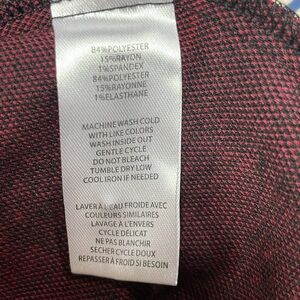 84%POLYESTER
15%RAYON
1%SPANDEX
84%POLYESTER
15%RAYONNE
1%ELASTHANE
MACHINE WASH COLD
WITH LIKE COLORS
WASH INSIDE OUT
GENTLE CYCLE
DO NOT BLEACH
TUMBLE DRY LOW
COOL IRON IF NEEDED
LAVER À L'EAU FROIDE AVEC
COULEURS SIMILAIRES
LAVAGE À L'ENVERS
CYCLE DÉLICAT
NE PAS BLANCHIR
SECHER CYCLE DOUX
REPASSER À FROID SI BESOIN